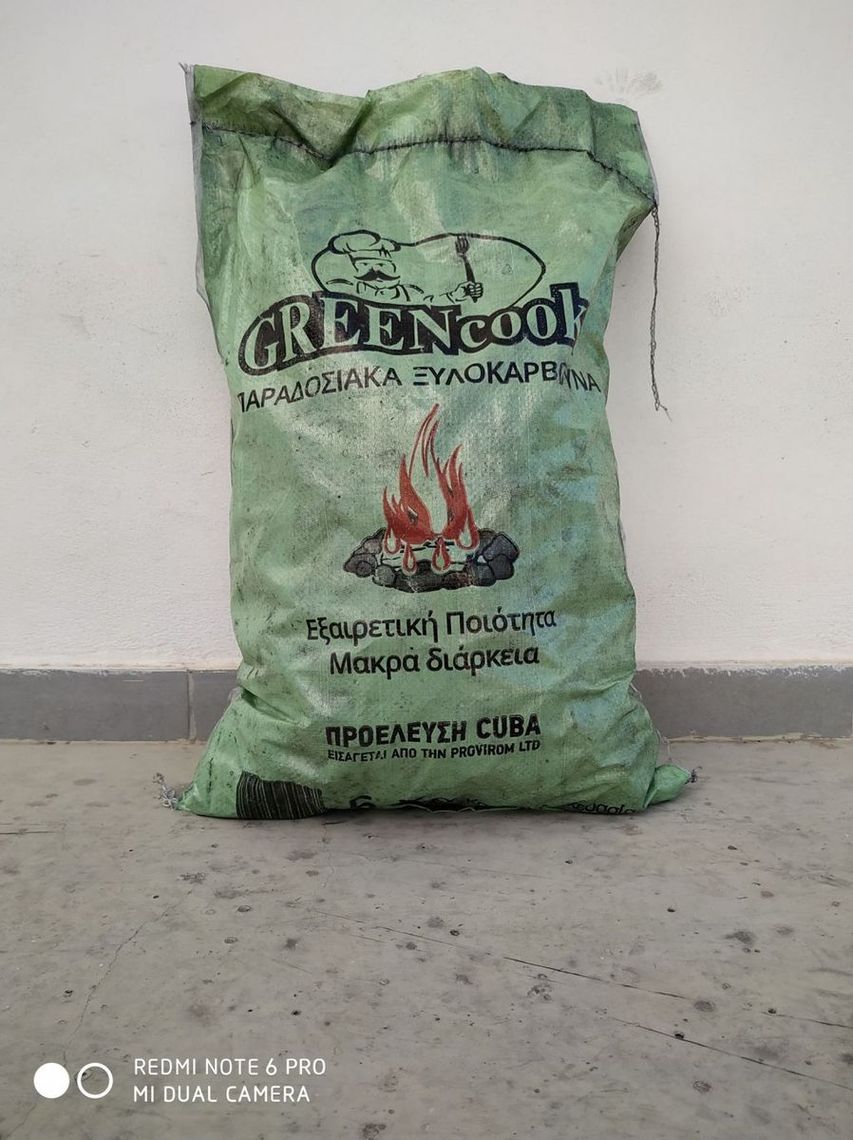 GREENcook
ΠΑΡΑΔΟΣΙΑΚΑ ΞΥΛΟΚΑΡΒΟΥΝΑ
Εξαιρετική Ποιότητα
Μακρα διάρκεια
ΠΡΟΕΛΕΥΣΗ CUBA
ΕΙΣΑΓΕΤΑΙ ΑΠΟ ΤΗΝ PROVIROM LTD
REDMI NOTE 6 PRO
MI DUAL CAMERA